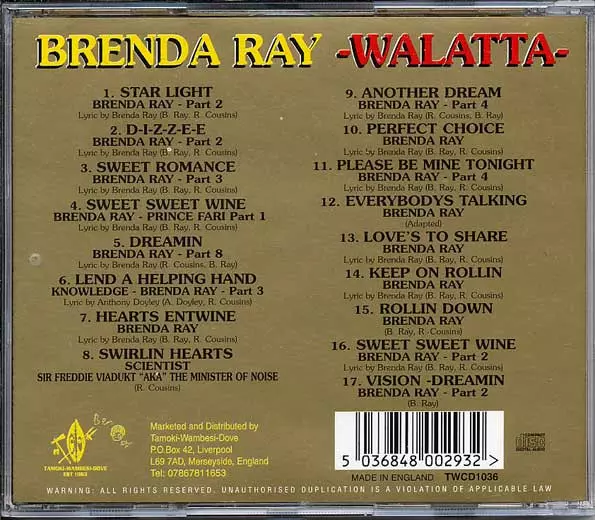 BRENDA RAY -WALATTA-
1. STAR LIGHT
BRENDA RAY - Part 2
Lyric by Brenda Ray (B. Ray, R. Cousins)
2. D-I-Z-Z-E-E
BRENDA RAY - Part 2
Lyric by Brenda Ray (B. Ray, R. Cousins)
3. SWEET ROMANCE
BRENDA RAY - Part 3
Lyric by Brenda Ray (B. Ray, R. Cousins)
4. SWEET SWEET WINE
BRENDA RAY - PRINCE FARI Part 1
Lyric by Brenda Ray (B. Ray, R. Cousins)
5. DREAMIN
BRENDA RAY - Part 8
Lyric by Brenda Ray (R. Cousins, B. Ray)
6. LEND A HELPING HAND
KNOWLEDGE - BRENDA RAY - Part 3
Lyric by Anthony Doyley (A. Doyley, R. Cousins)
7. HEARTS ENTWINE
BRENDA RAY
Lyric by Brenda Ray (B. Ray, R. Cousins)
8. SWIRLIN HEARTS
SCIENTIST
SIR FREDDIE VIADUKT "AKA" THE MINISTER OF NOISE
(R. Cousins)
9. ANOTHER DREAM
BRENDA RAY - Part 4
Lyric by Brenda Ray (R. Cousins, B. Ray)
10. PERFECT CHOICE
BRENDA RAY
Lyric by Brenda Ray (B. Ray, R. Cousins)
11. PLEASE BE MINE TONIGHT
BRENDA RAY - Part 4
Lyric by Brenda Ray (B. Ray, R. Cousins)
12. EVERYBODYS TALKING
BRENDA RAY
(Adapted)
13. LOVE'S TO SHARE
BRENDA RAY
Lyric by Brenda Ray (B. Ray, R. Cousins)
14. KEEP ON ROLLIN
BRENDA RAY
Lyric by Brenda Ray (B. Ray, R. Cousins)
15. ROLLIN DOWN
BRENDA RAY
(B. Ray, R. Cousins)
16. SWEET SWEET WINE
BRENDA RAY - Part 2
Lyric by Brenda Ray (B. Ray, R. Cousins)
17. VISION -DREAMIN
BRENDA RAY - Part 2
(B. Ray)
TAMOKI-WAMBESI-DOVE
EST 1963
Marketed and Distributed by
Tamoki-Wambesi-Dove
P.O.Box 42, Liverpool
L69 7AD, Merseyside, England
Tel: 07867811653
5 036848 002932 >
MADE IN ENGLAND TWCD1036
COMPACT
disc
DIGITAL AUDIO
WARNING: ALL RIGHTS RESERVED. UNAUTHORISED DUPLICATION IS A VIOLATION OF APPLICABLE LAW